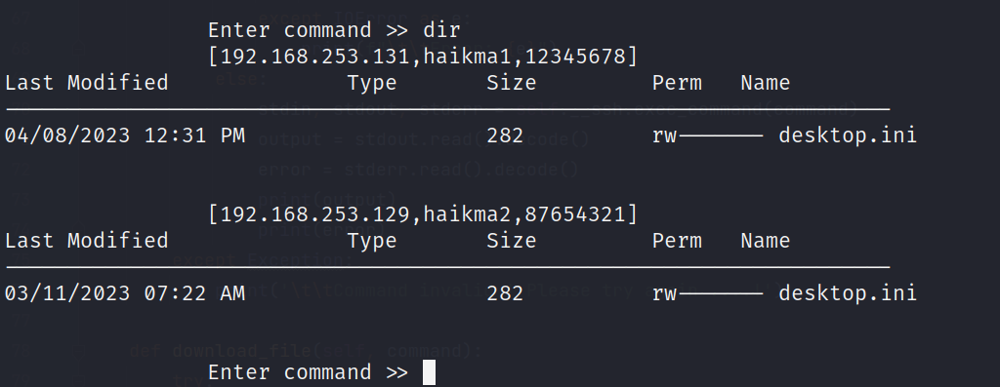 Enter command >> dir
[192.168.253.131,haikma1,12345678]
Last Modified Type Size Perm Name
04/08/2023 12:31 PM 282 rw------- desktop.ini
[192.168.253.129,haikma2,87654321]
Last Modified Type Size Perm Name
03/11/2023 07:22 AM 282 rw------- desktop.ini
Enter command >>